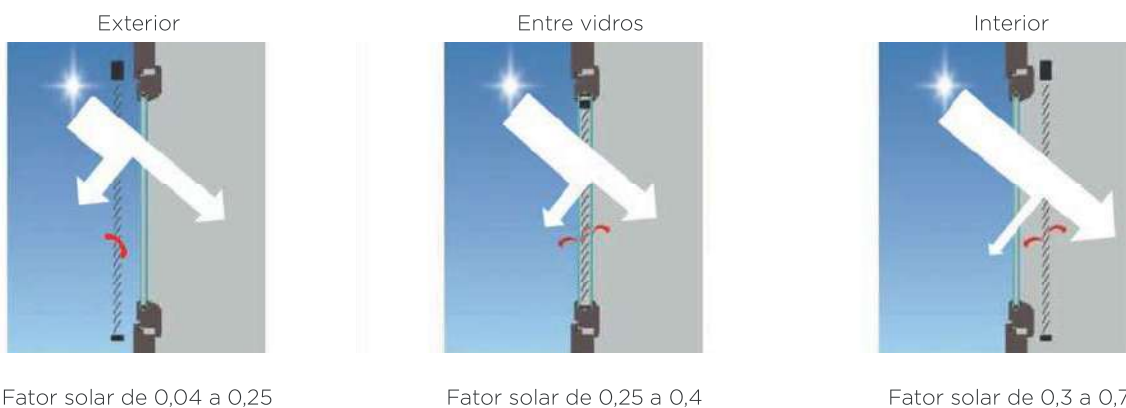 Exterior
Entre vidros
Interior
Fator solar de 0,04 a 0,25
Fator solar de 0,25 a 0,4
Fator solar de 0,3 a 0,7